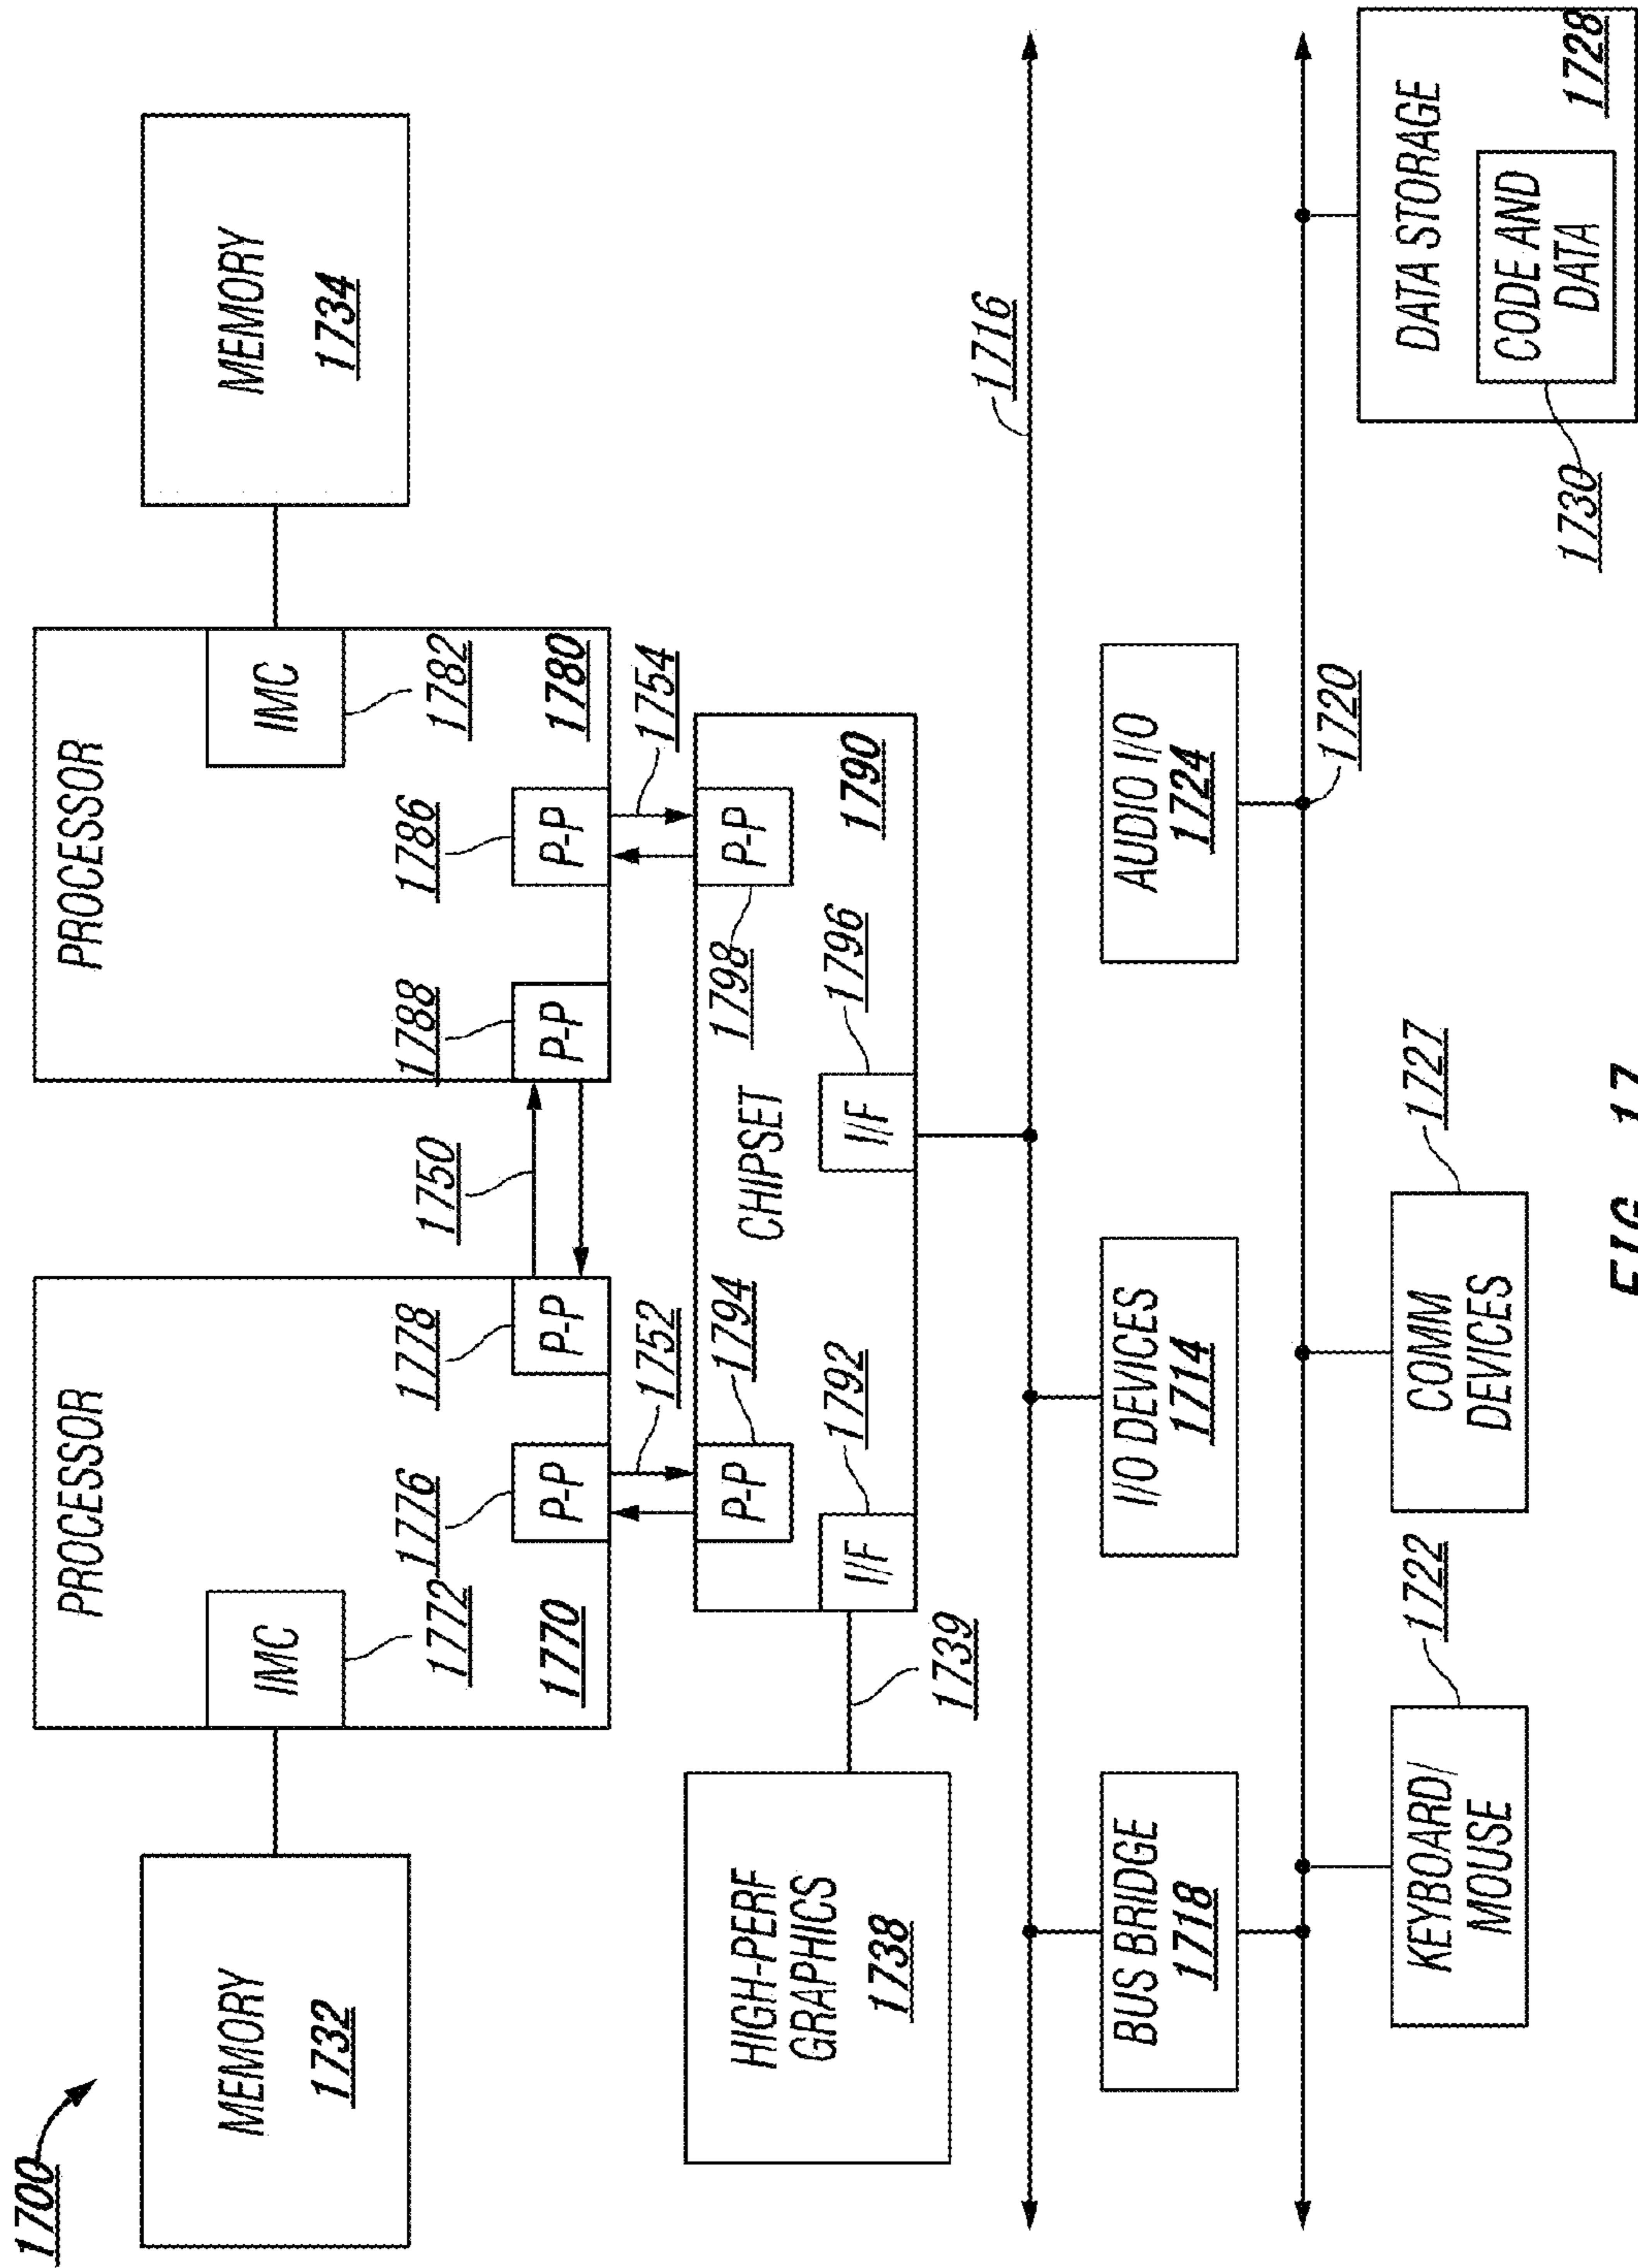 1700
MEMORY
1732
PROCESSOR
IMC
1772
1770
1776
P-P
1778
P-P
1750
PROCESSOR
1788
P-P
1786
P-P
IMC
1782
1780
MEMORY
1734
1752
1754
HIGH-PERF
GRAPHICS
1738
1739
P-P
1794
I/F
1792
CHIPSET
P-P
1798
I/F
1796
1790
1716
BUS BRIDGE
1718
I/O DEVICES
1714
AUDIO I/O
1724
1720
KEYBOARD/
MOUSE
1722
COMM
DEVICES
1727
DATA STORAGE
1728
CODE AND
DATA
1730
FIG. 17